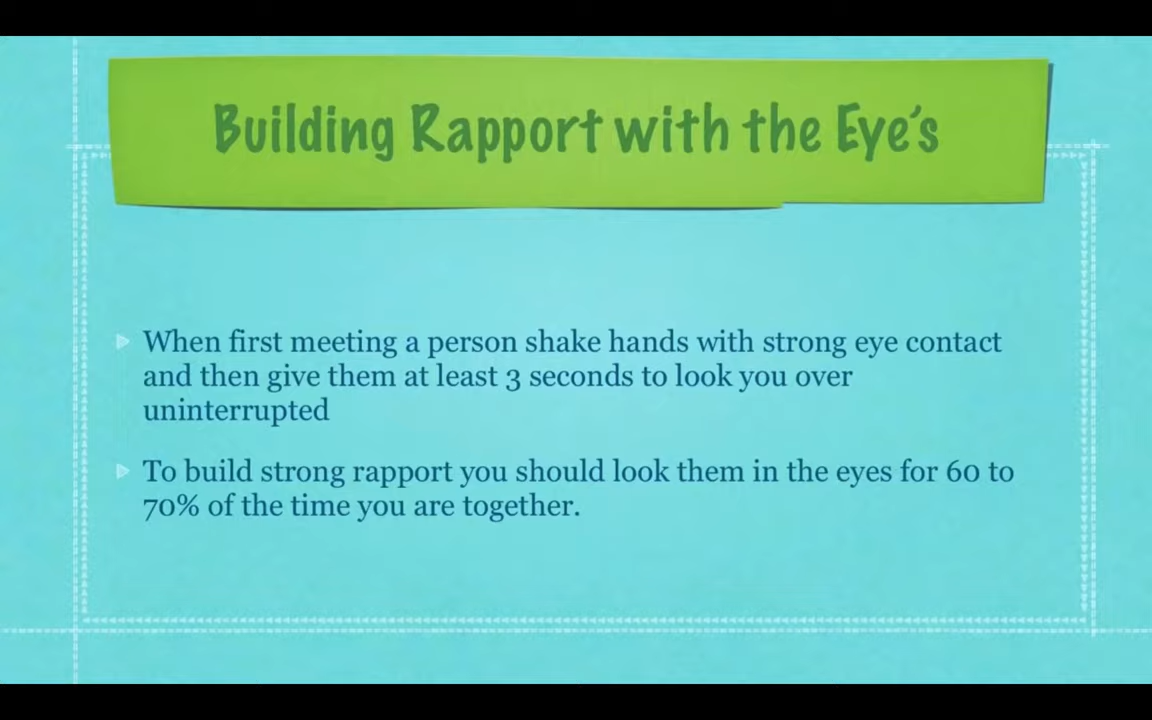 Building Rapport with the Eye's
When first meeting a person shake hands with strong eye contact
and then give them at least 3 seconds to look you over
uninterrupted
To build strong rapport you should look them in the eyes for 60 to
70% of the time you are together.